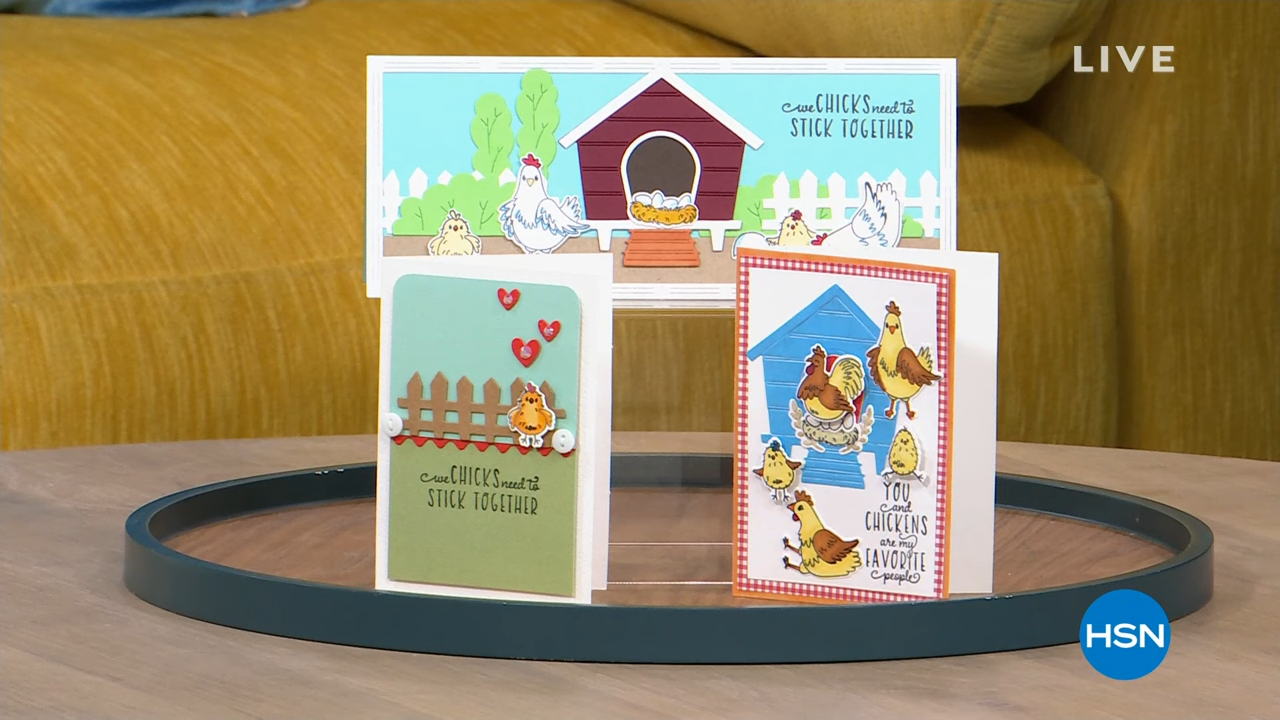 LIVE
we CHICKS need to
STICK TOGETHER
we CHICKS need to
STICK TOGETHER
YOU
and
CHICKENS
are my
FAVORITE
people
HSN